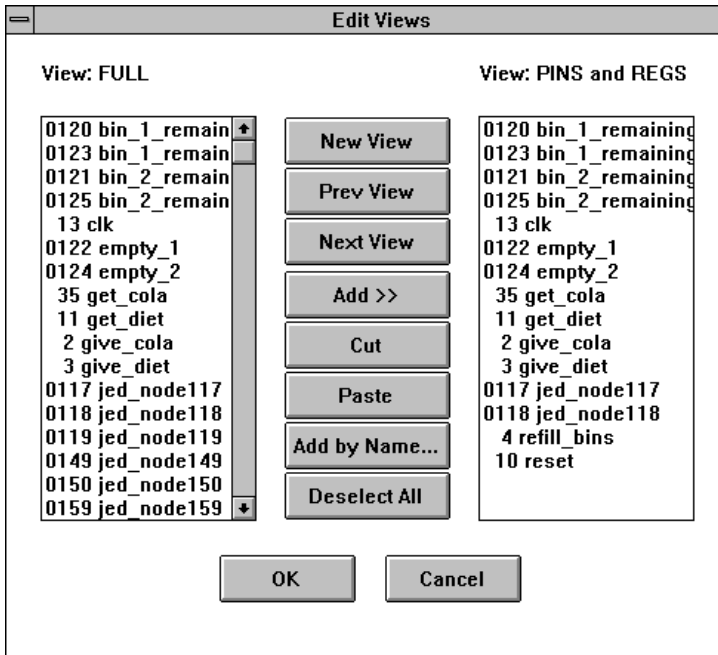 Edit Views
View: FULL
0120 bin_1_remain
0123 bin_1_remain
0121 bin_2_remain
0125 bin_2_remain
13 clk
0122 empty_1
0124 empty_2
35 get_cola
11 get_diet
2 give_cola
3 give_diet
0117 jed_node117
0118 jed_node118
0119 jed_node119
0149 jed_node149
0150 jed_node150
0159 jed_node159
New View
Prev View
Next View
Add >>
Cut
Paste
Add by Name...
Deselect All
View: PINS and REGS
0120 bin_1_remaining
0123 bin_1_remaining
0121 bin_2_remaining
0125 bin_2_remaining
13 clk
0122 empty_1
0124 empty_2
35 get_cola
11 get_diet
2 give_cola
3 give_diet
0117 jed_node117
0118 jed_node118
4 refill_bins
10 reset
OK
Cancel